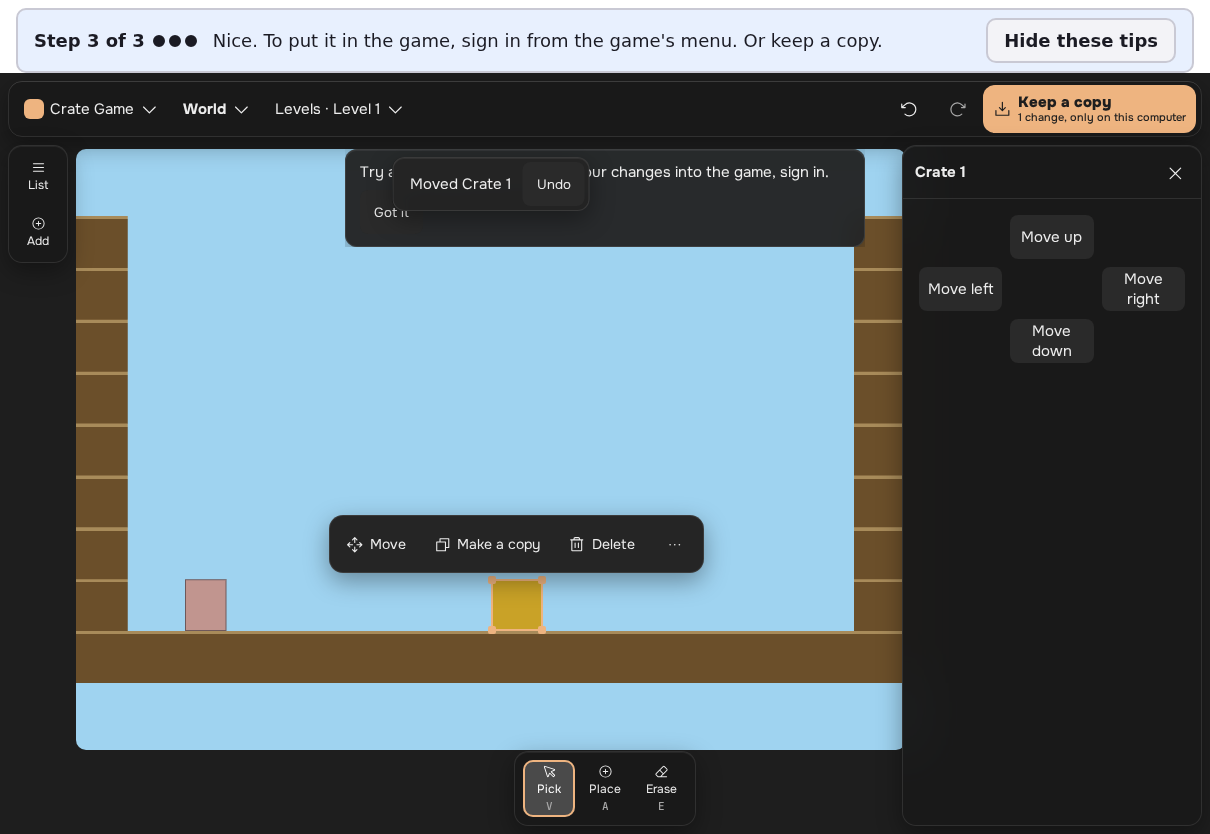 Step 3 of 3 ●●● Nice. To put it in the game, sign in from the game's menu. Or keep a copy.
Hide these tips
Crate Game
World
Levels · Level 1
Keep a copy
1 change, only on this computer
List
Add
Try
Moved Crate 1
Undo
our changes into the game, sign in.
Got it
Crate 1
Move up
Move left
Move
right
Move
down
Move
Make a copy
Delete
...
Pick
V
Place
A
Erase
E